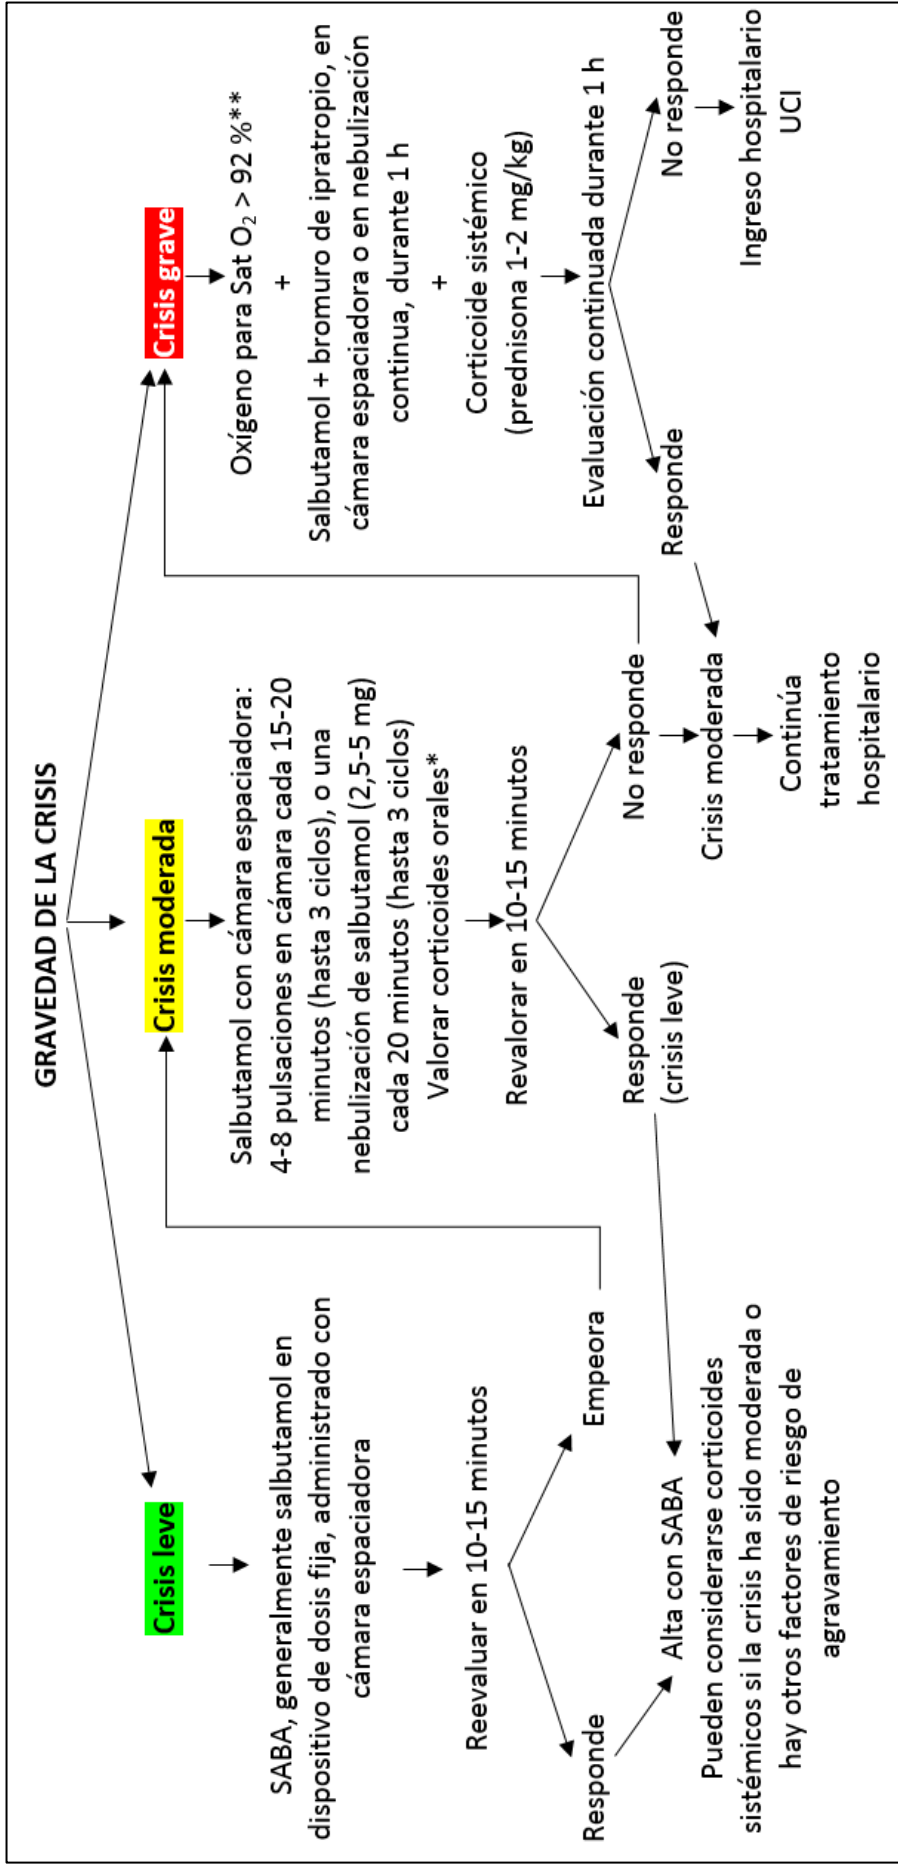 GRAVEDAD DE LA CRISIS
Crisis leve
SABA, generalmente salbutamol en
dispositivo de dosis fija, administrado con
cámara espaciadora
Reevaluar en 10-15 minutos
Responde
Empeora
Alta con SABA
Pueden considerarse corticoides
sistémicos si la crisis ha sido moderada o
hay otros factores de riesgo de
agravamiento
Crisis moderada
Salbutamol con cámara espaciadora:
4-8 pulsaciones en cámara cada 15-20
minutos (hasta 3 ciclos), o una
nebulización de salbutamol (2,5-5 mg)
cada 20 minutos (hasta 3 ciclos)
Valorar corticoides orales*
Revalorar en 10-15 minutos
Responde
(crisis leve)
No responde
Crisis moderada
Continúa
tratamiento
hospitalario
Crisis grave
Oxígeno para Sat O₂ > 92 %**
+
Salbutamol + bromuro de ipratropio, en
cámara espaciadora o en nebulización
continua, durante 1 h
+
Corticoide sistémico
(prednisona 1-2 mg/kg)
Evaluación continuada durante 1 h
Responde
No responde
Ingreso hospitalario
UCI